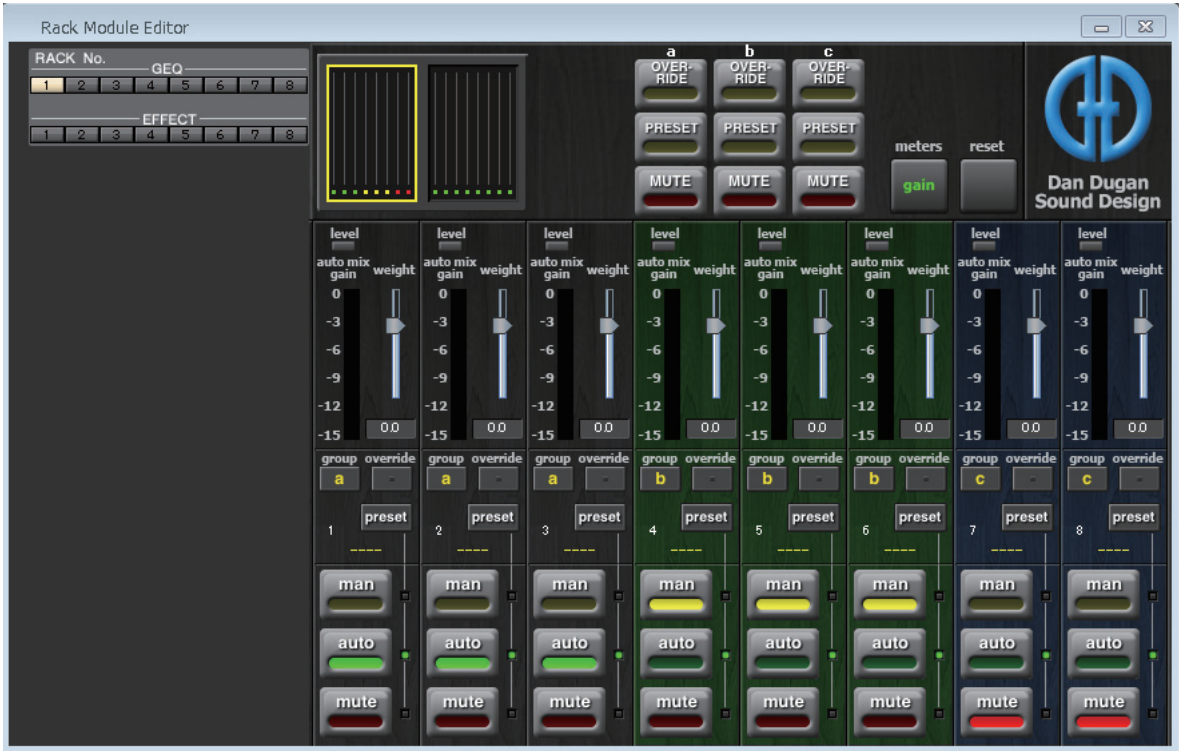 Rack Module Editor
RACK No.
GEQ
1 2 3 4 5 6 7 8
EFFECT
1 2 3 4 5 6 7 8
a b c
OVER-RIDE OVER-RIDE OVER-RIDE
PRESET PRESET PRESET
MUTE MUTE MUTE
meters reset
gain
Dan Dugan
Sound Design
level level level level level level level level
auto mix gain weight auto mix gain weight auto mix gain weight auto mix gain weight auto mix gain weight auto mix gain weight auto mix gain weight auto mix gain weight
0 0 0 0 0 0 0 0
-3 -3 -3 -3 -3 -3 -3 -3
-6 -6 -6 -6 -6 -6 -6 -6
-9 -9 -9 -9 -9 -9 -9 -9
-12 -12 -12 -12 -12 -12 -12 -12
-15 0.0 -15 0.0 -15 0.0 -15 0.0 -15 0.0 -15 0.0 -15 0.0 -15 0.0
group override group override group override group override group override group override group override group override
a - a - a - b - b - b - c - c -
preset preset preset preset preset preset preset preset
1 2 3 4 5 6 7 8
---- ---- ---- ---- ---- ---- ---- ----
man man man man man man man man
auto auto auto auto auto auto auto auto
mute mute mute mute mute mute mute mute